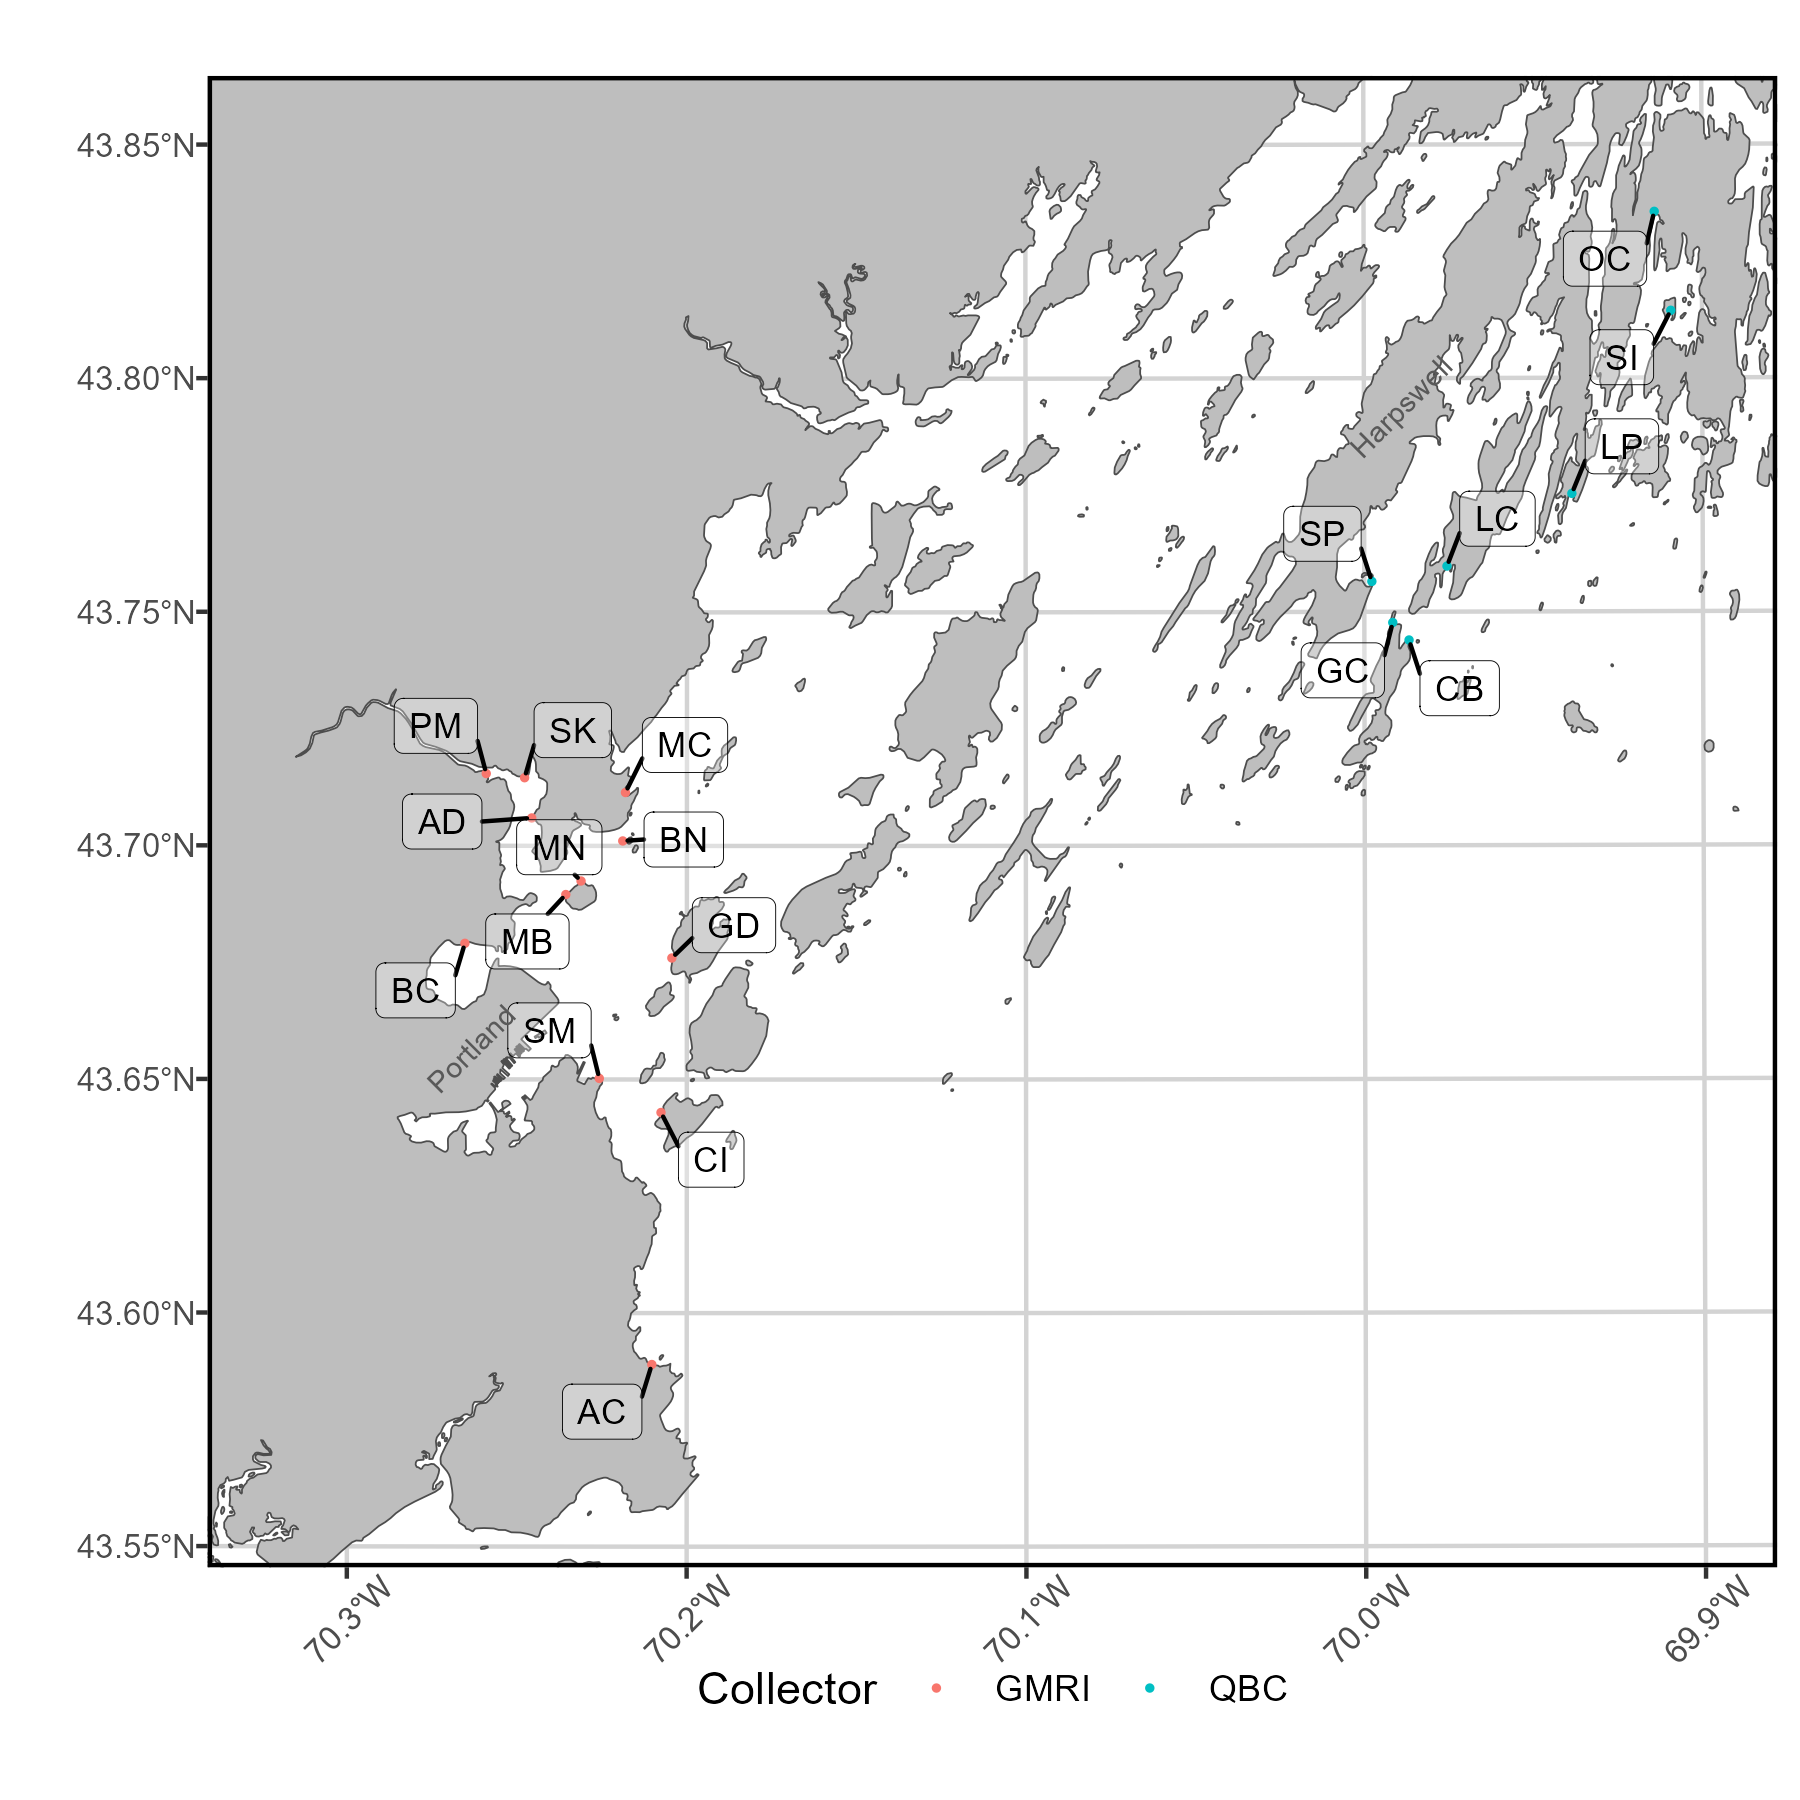 43.85°N
OC
SI
43.80°N
Harpswell
LP
LC
SP
43.75°N
GC
CB
PM
SK
MC
AD
MN
BN
43.70°N
GD
MB
BC
Portland
SM
43.65°N
CI
43.60°N
AC
43.55°N
70.3°W
70.2°W
70.1°W
70.0°W
69.9°W
Collector GMRI QBC